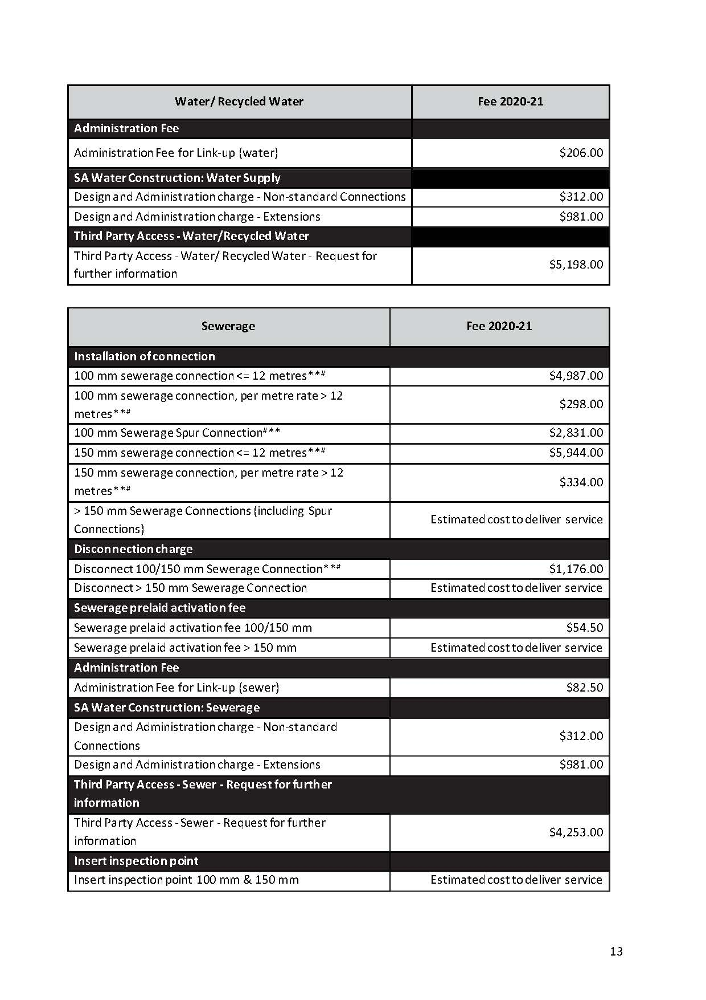 Water/ Recycled Water Fee 2020-21
Administration Fee
Administration Fee for Link-up (water) $206.00
SA Water Construction: Water Supply
Design and Administration charge - Non-standard Connections $312.00
Design and Administration charge - Extensions $981.00
Third Party Access - Water/Recycled Water
Third Party Access - Water/ Recycled Water - Request for
further information
$5,198.00
Sewerage Fee 2020-21
Installation of connection
100 mm sewerage connection <= 12 metres**# $4,987.00
100 mm sewerage connection, per metre rate > 12
metres**#
$298.00
100 mm Sewerage Spur Connection#** $2,831.00
150 mm sewerage connection <= 12 metres**# $5,944.00
150 mm sewerage connection, per metre rate > 12
metres**#
$334.00
> 150 mm Sewerage Connections (including Spur
Connections)
Estimated cost to deliver service
Disconnection charge
Disconnect 100/150 mm Sewerage Connection**# $1,176.00
Disconnect > 150 mm Sewerage Connection Estimated cost to deliver service
Sewerage prelaid activation fee
Sewerage prelaid activation fee 100/150 mm $54.50
Sewerage prelaid activation fee > 150 mm Estimated cost to deliver service
Administration Fee
Administration Fee for Link-up (sewer) $82.50
SA Water Construction: Sewerage
Design and Administration charge - Non-standard
Connections
$312.00
Design and Administration charge - Extensions $981.00
Third Party Access - Sewer - Request for further
information
Third Party Access - Sewer - Request for further
information
$4,253.00
Insert inspection point
Insert inspection point 100 mm & 150 mm Estimated cost to deliver service
13